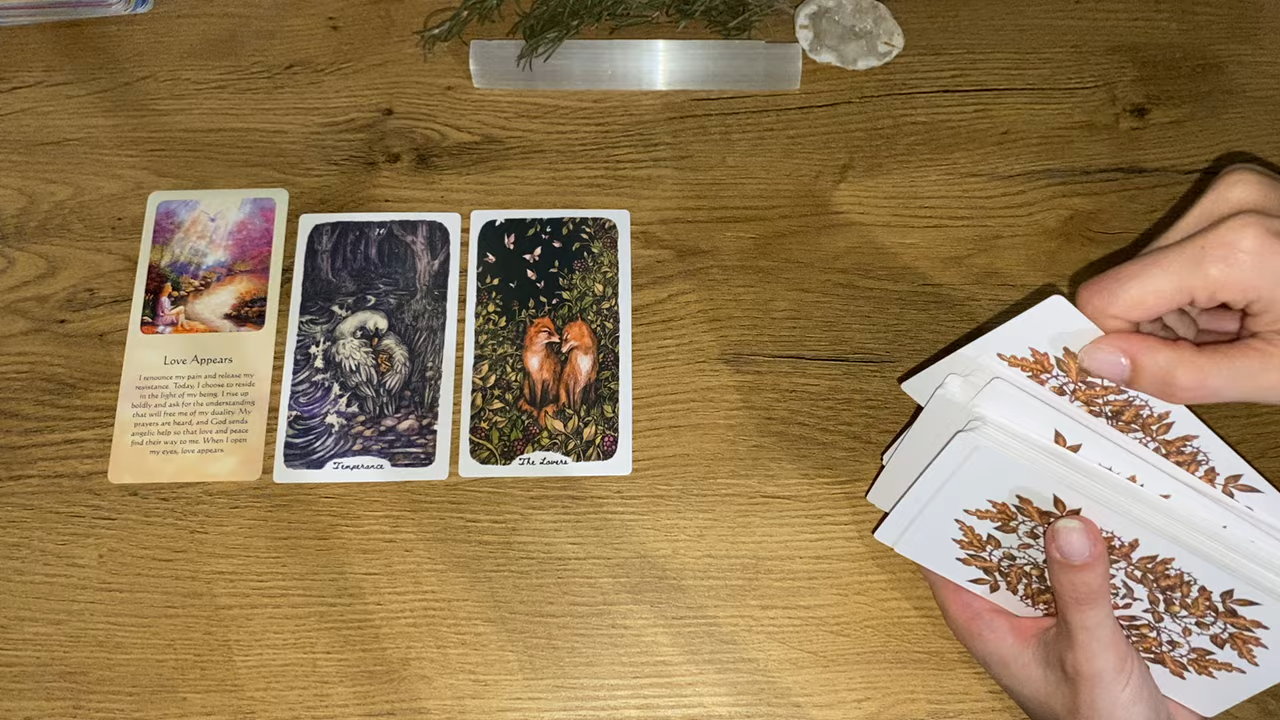 Love Appears
I renounce my pain and release my
resistance. Today, I choose to reside
in the light of my being. I rise up
boldly and ask for the understanding
that will free me of my duality. My
prayers are heard, and God sends
angelic help so that love and peace
find their way to me. When I open
my eyes, love appears
14
Temperance
The Lovers